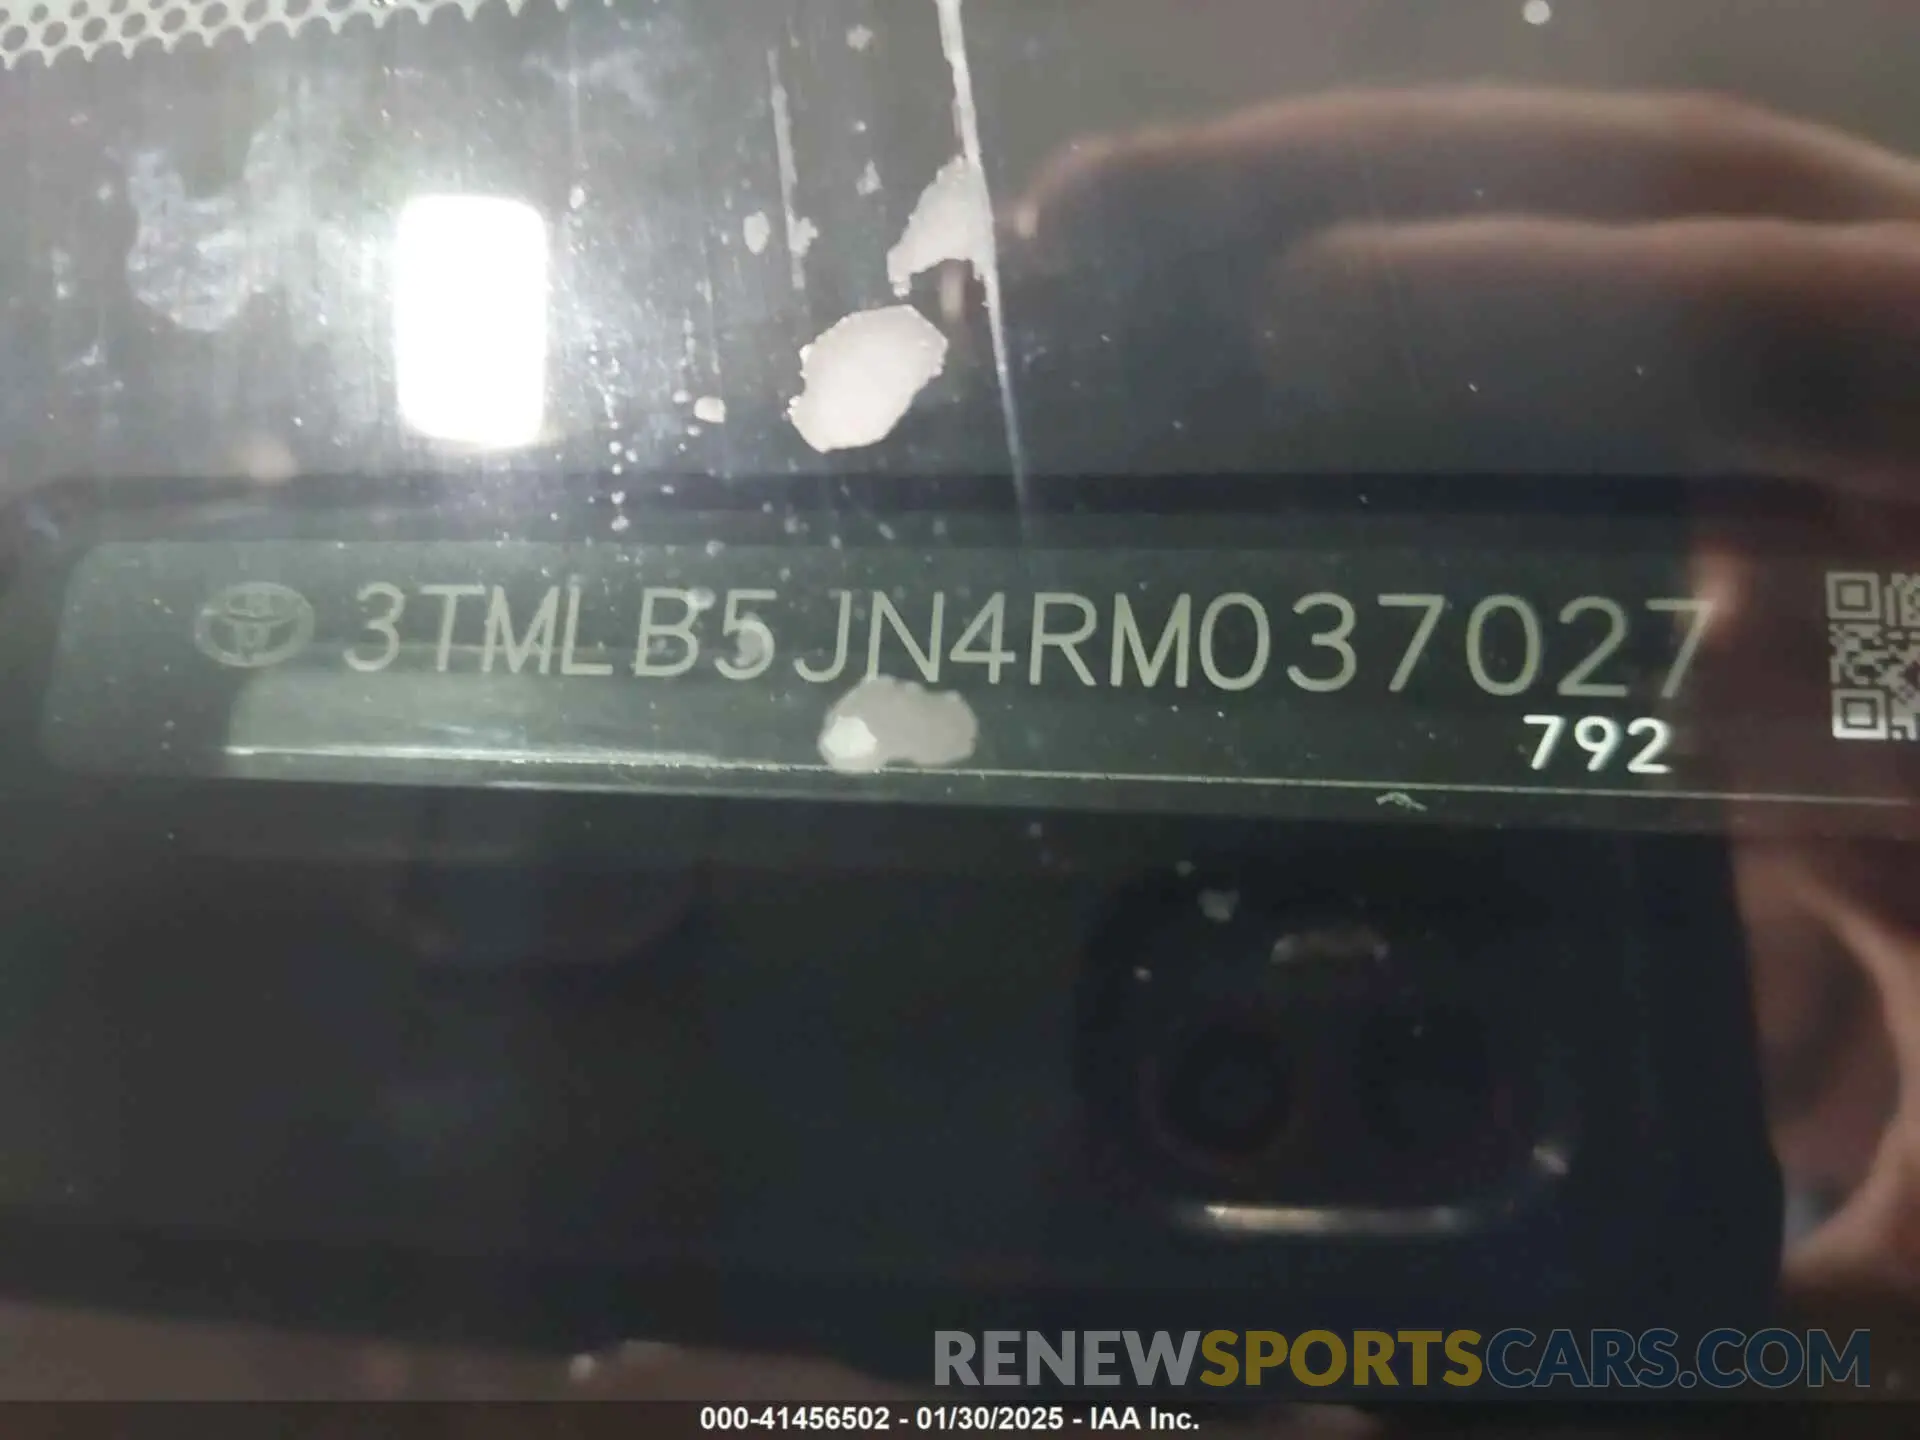 3TMLB5JN4RM037027
792
RENEWSPORTSCARS.COM
000-41456502 - 01/30/2025 - IAA Inc.